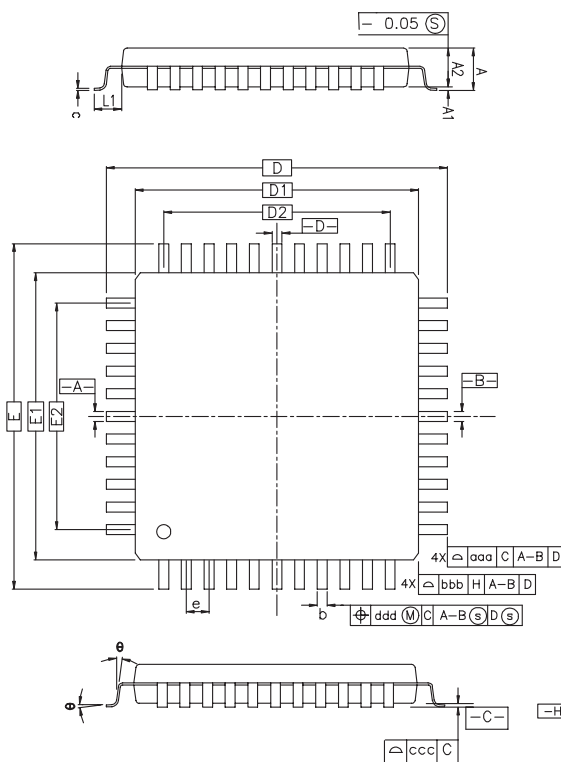 – 0.05 Ⓢ
A2
A
A1
L1
c
D
D1
D2
–D–
–A–
–B–
E
E1
E2
4X ⌓ aaa C A–B D
4X ⌓ bbb H A–B D
e
b
⌖ ddd Ⓜ C A–B Ⓢ D Ⓢ
θ
θ
–C–
–H
⌓ ccc C